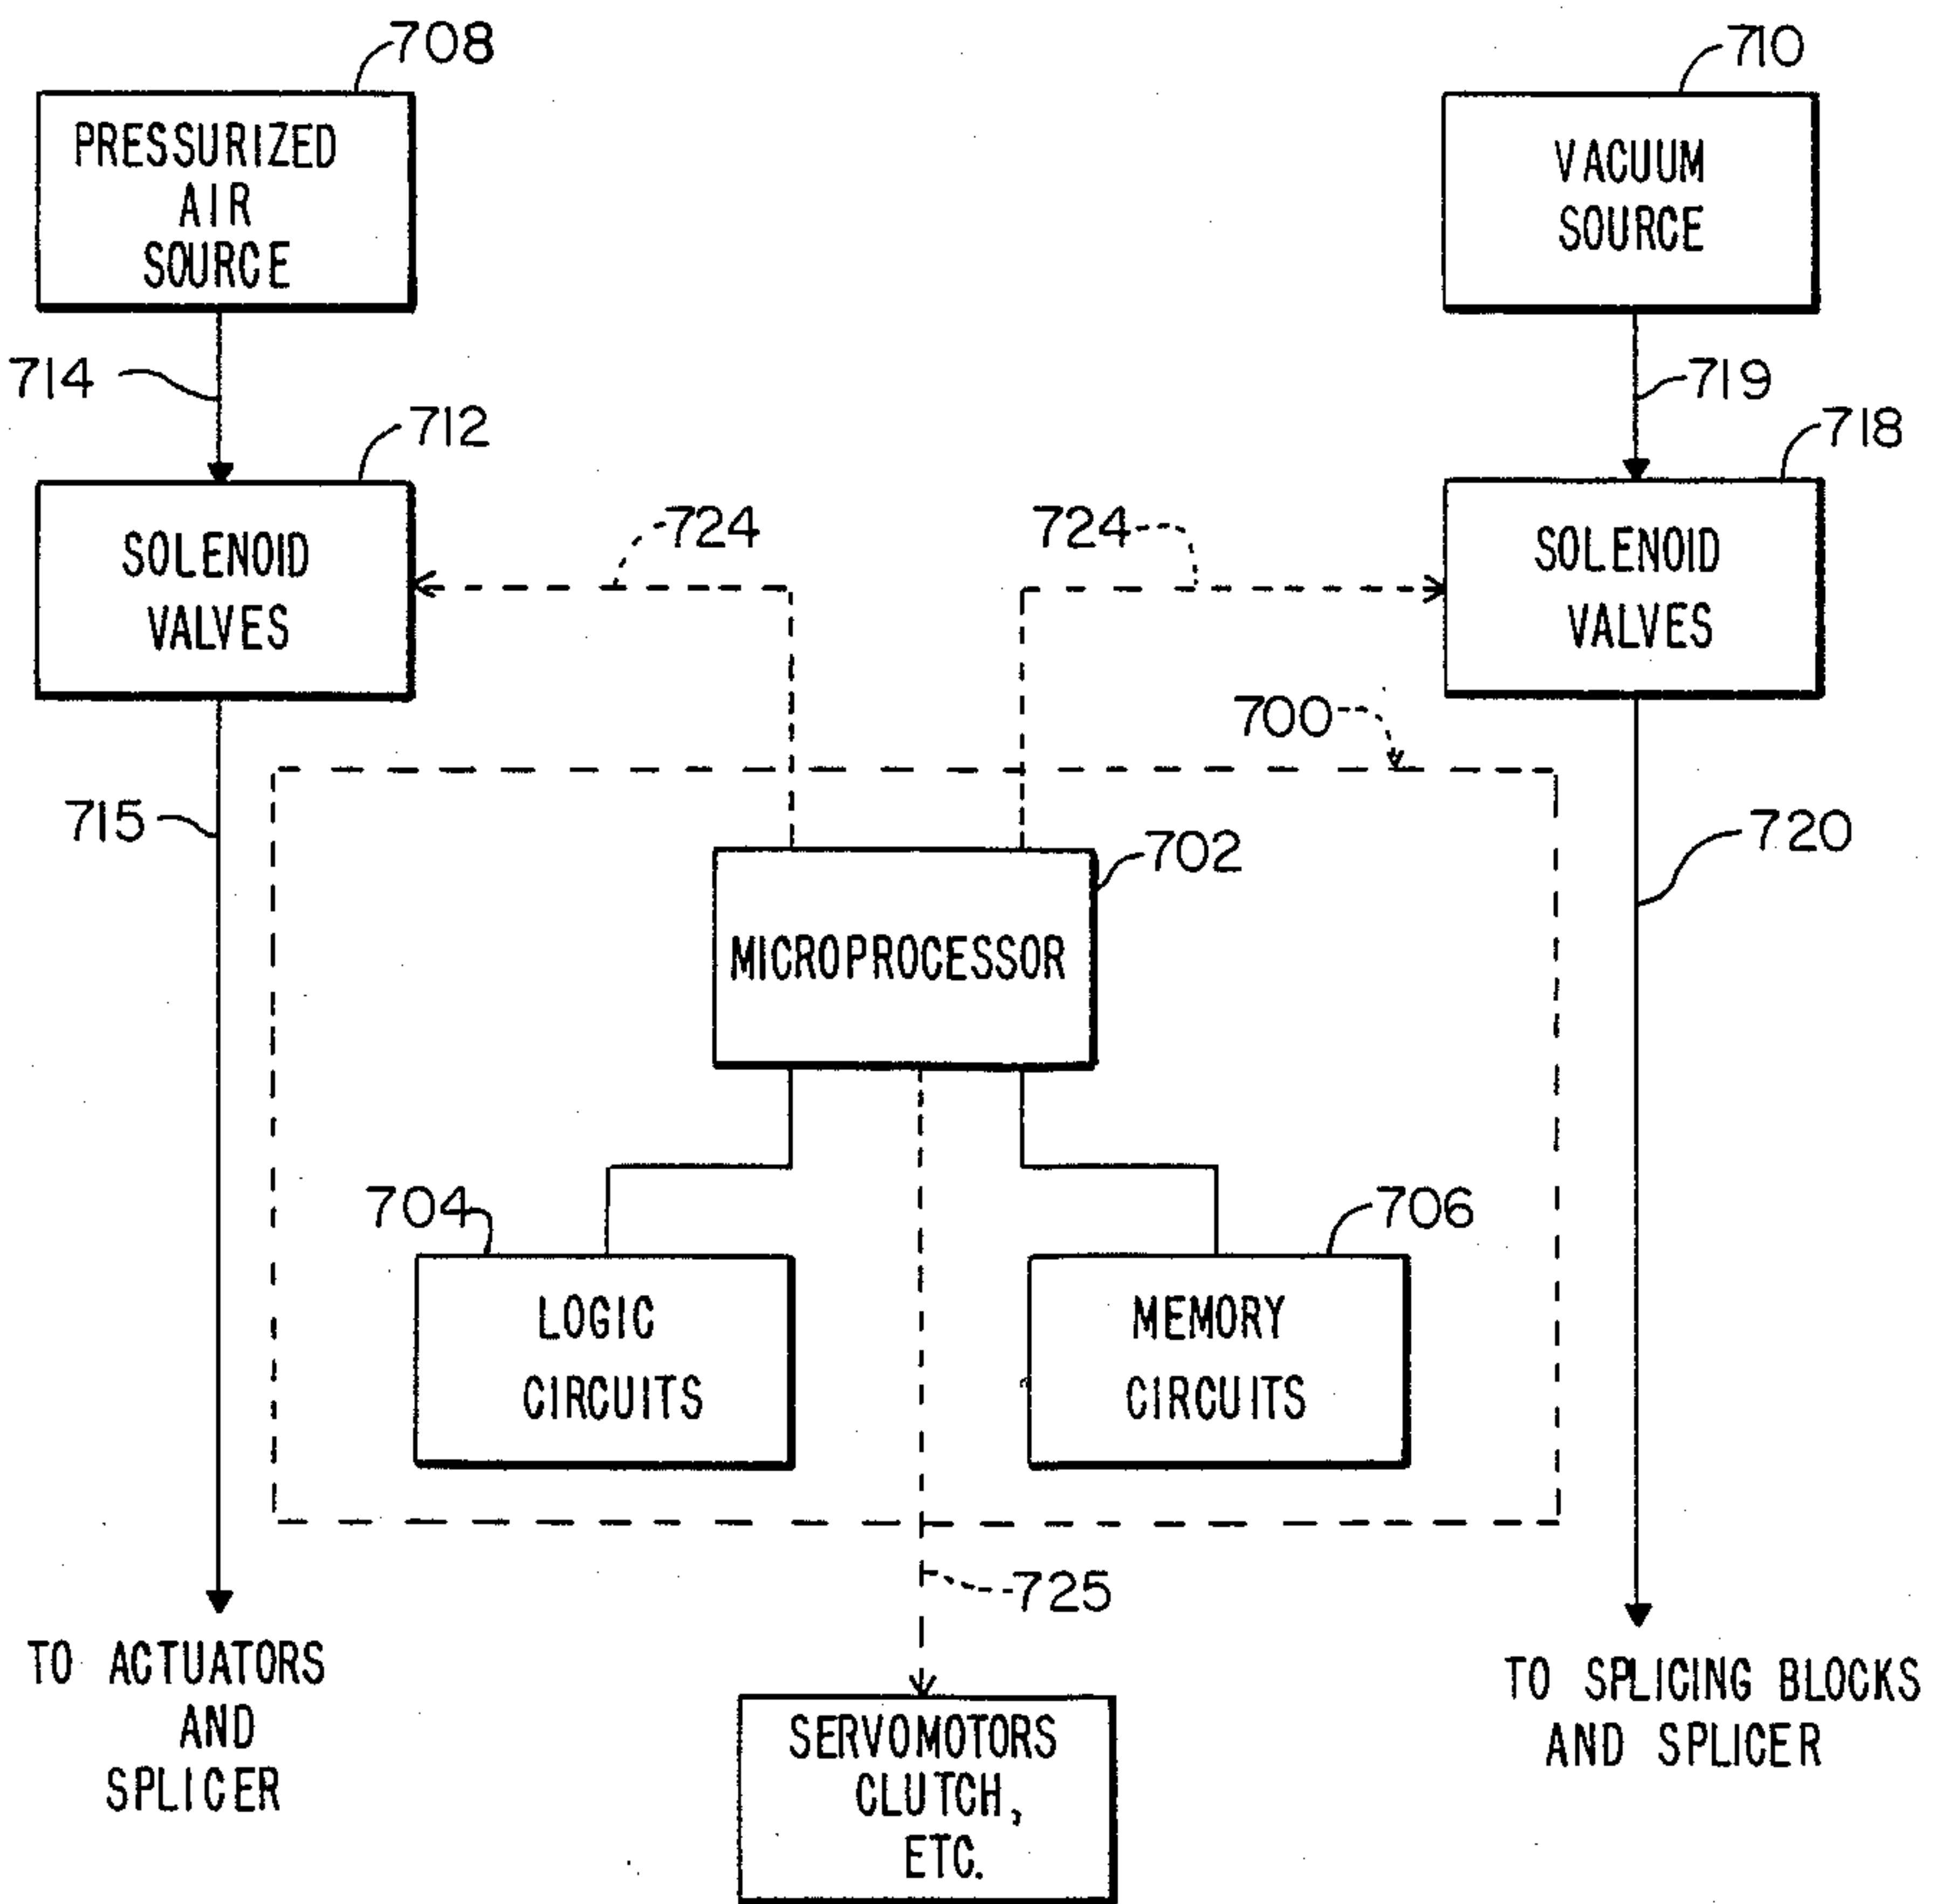 708
710
PRESSURIZED
AIR
SOURCE
VACUUM
SOURCE
714
719
712
718
SOLENOID
VALVES
724
724
SOLENOID
VALVES
700
715
702
720
MICROPROCESSOR
704
706
LOGIC
CIRCUITS
MEMORY
CIRCUITS
725
TO ACTUATORS
AND
SPLICER
TO SPLICING BLOCKS
AND SPLICER
SERVOMOTORS
CLUTCH,
ETC.